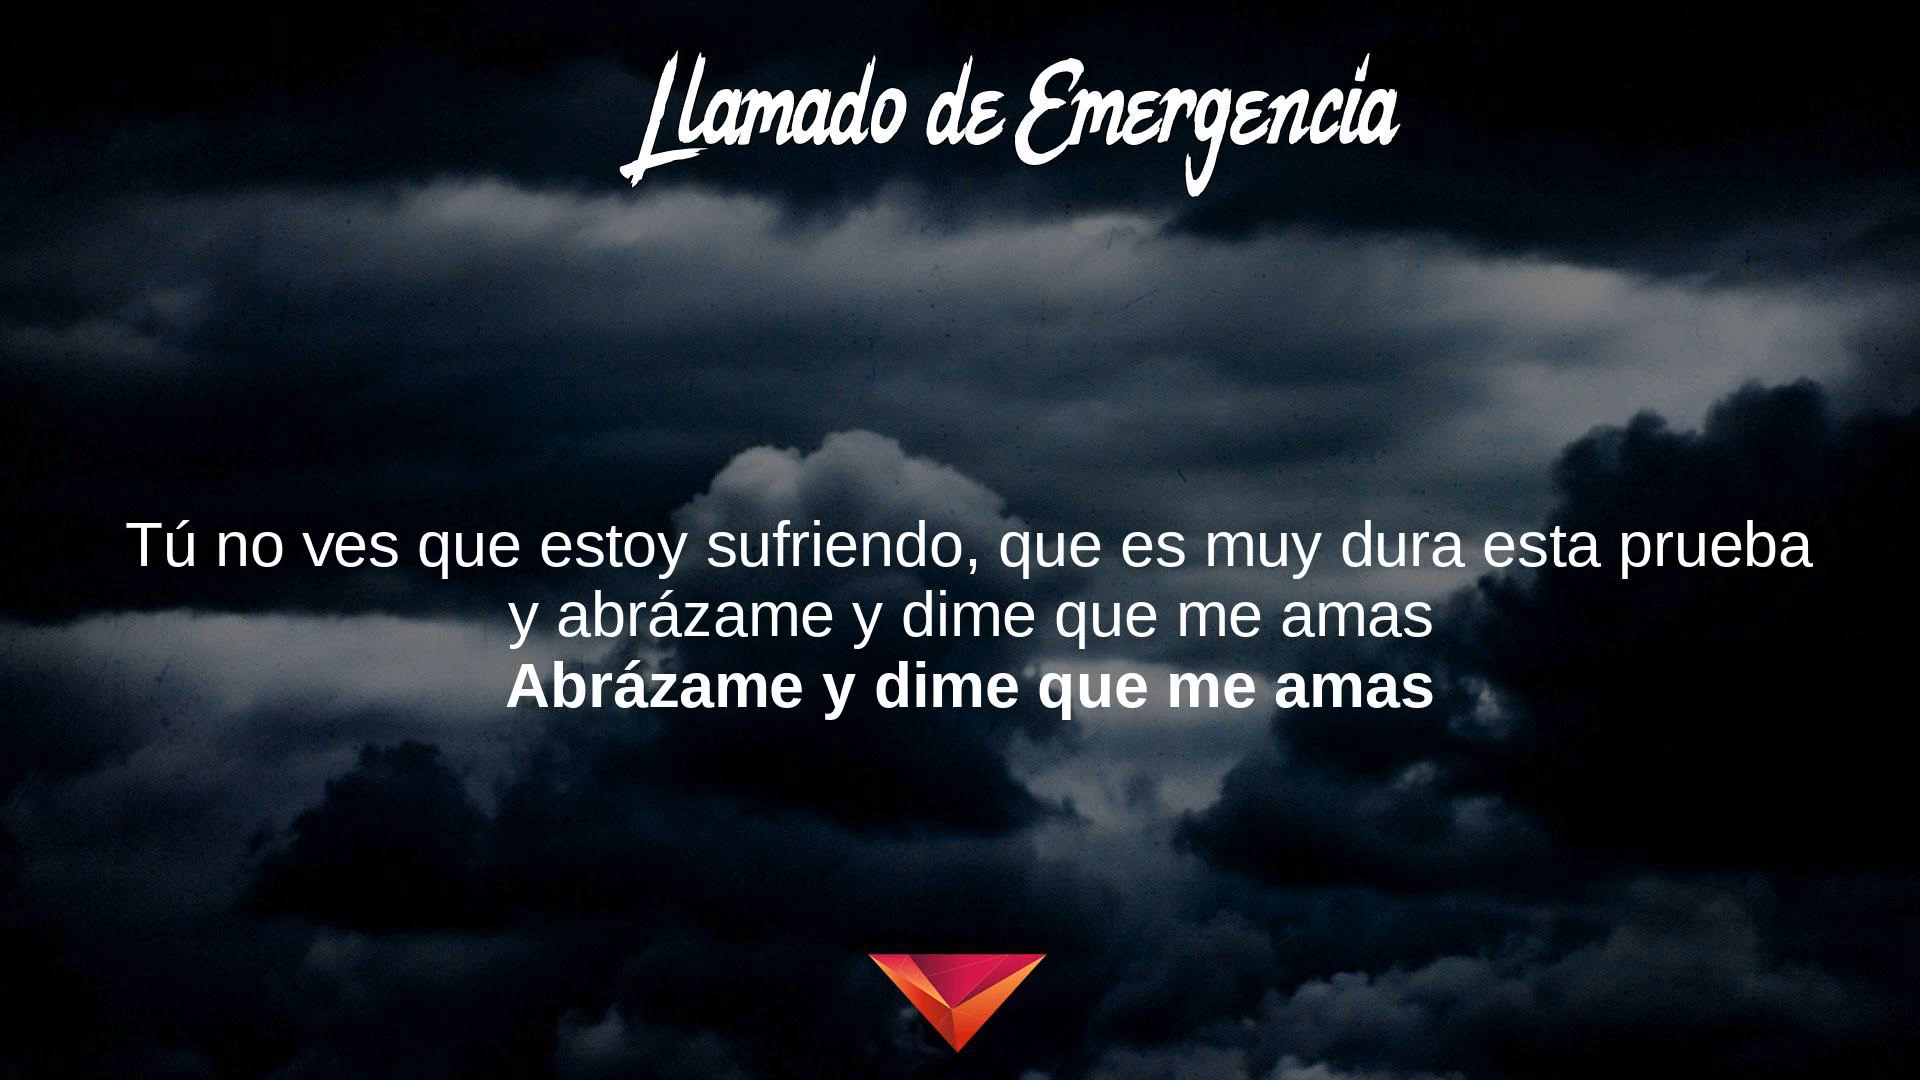 Llamado de Emergencia
Tú no ves que estoy sufriendo, que es muy dura esta prueba
y abrázame y dime que me amas
Abrázame y dime que me amas